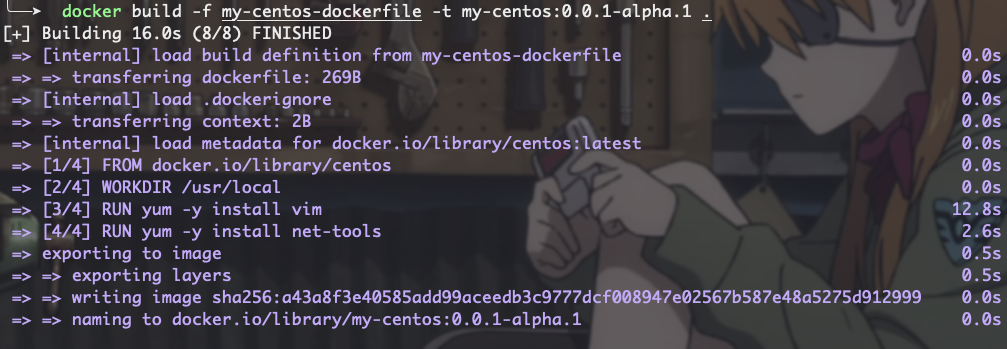 ╰─➤  docker build -f my-centos-dockerfile -t my-centos:0.0.1-alpha.1 .
[+] Building 16.0s (8/8) FINISHED
=> [internal] load build definition from my-centos-dockerfile 0.0s
=> => transferring dockerfile: 269B 0.0s
=> [internal] load .dockerignore 0.0s
=> => transferring context: 2B 0.0s
=> [internal] load metadata for docker.io/library/centos:latest 0.0s
=> [1/4] FROM docker.io/library/centos 0.0s
=> [2/4] WORKDIR /usr/local 0.0s
=> [3/4] RUN yum -y install vim 12.8s
=> [4/4] RUN yum -y install net-tools 2.6s
=> exporting to image 0.5s
=> => exporting layers 0.5s
=> => writing image sha256:a43a8f3e40585add99aceedb3c9777dcf008947e02567b587e48a5275d912999 0.0s
=> => naming to docker.io/library/my-centos:0.0.1-alpha.1 0.0s